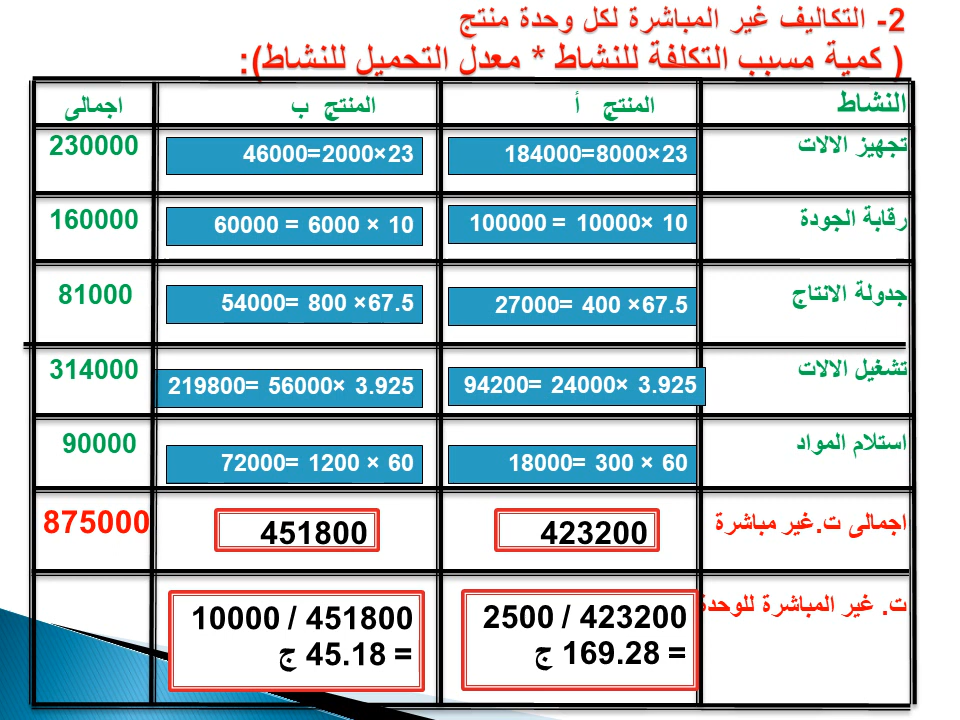 2- التكاليف غير المباشرة لكل وحدة منتج
( كمية مسبب التكلفة للنشاط * معدل التحميل للنشاط):
النشاط المنتج أ المنتج ب اجمالى
تجهيز الالات 23×8000=184000 23×2000=46000 230000
رقابة الجودة 10 ×10000 = 100000 10 × 6000 = 60000 160000
جدولة الانتاج 67.5× 400 =27000 67.5× 800 =54000 81000
تشغيل الالات 3.925 ×24000 =94200 3.925 ×56000 =219800 314000
استلام المواد 60 × 300 =18000 60 × 1200 =72000 90000
اجمالى ت.غير مباشرة 423200 451800 875000
ت. غير المباشرة للوحدة 423200 / 2500 451800 / 10000
= 169.28 ج = 45.18 ج